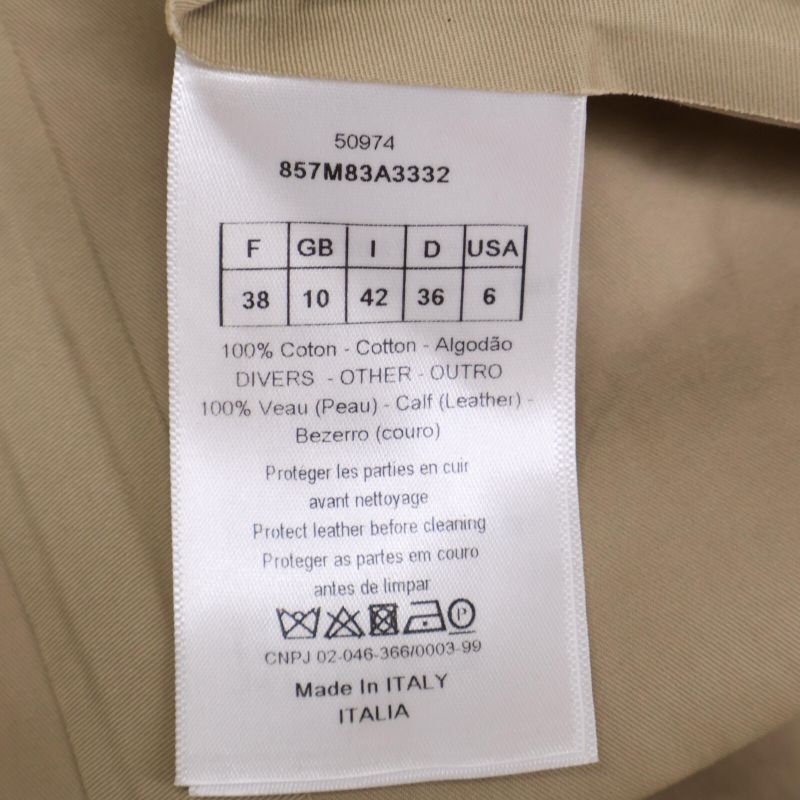 50974
857M83A3332
F GB I D USA
38 10 42 36 6
100% Coton - Cotton - Algodão
DIVERS - OTHER - OUTRO
100% Veau (Peau) - Calf (Leather) -
Bezerro (couro)
Protéger les parties en cuir
avant nettoyage
Protect leather before cleaning
Proteger as partes em couro
antes de limpar
P
CNPJ 02-046-366/0003-99
Made In ITALY
ITALIA